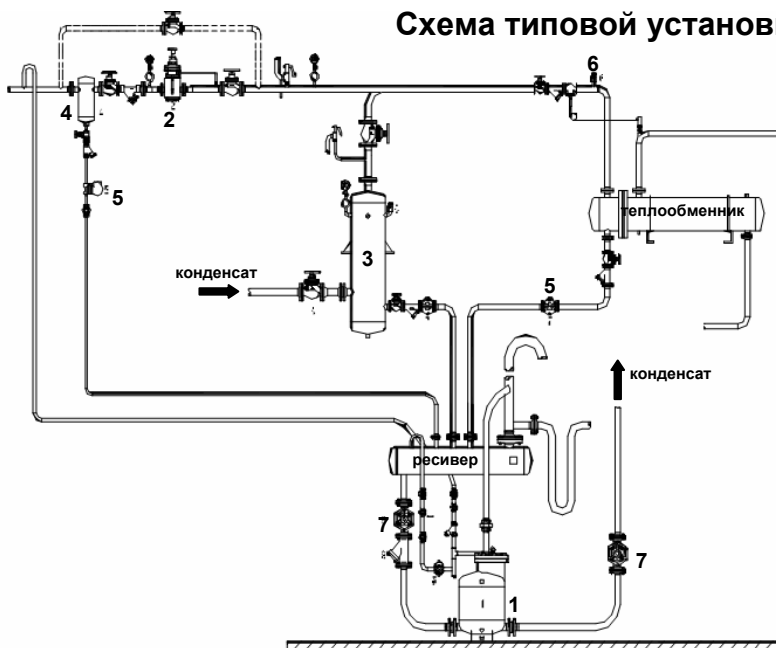 Схема типовой установ
6
4
2
5
теплообменник
3
конденсат
5
конденсат
ресивер
7
7
1